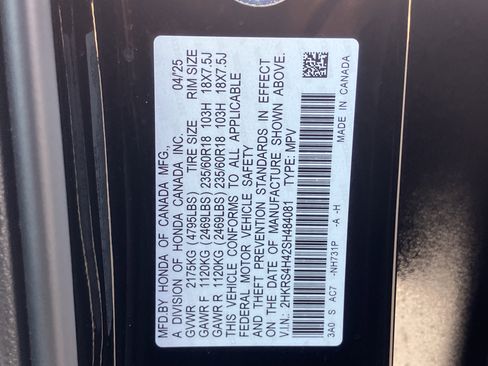 MFD.BY HONDA OF CANADA MFG., 04/'25
A DIVISION OF HONDA CANADA INC.
GVWR 2175KG (4795LBS) TIRE SIZE RIM SIZE
GAWR F 1120KG (2469LBS) 235/60R18 103H 18X7.5J
GAWR R 1120KG (2469LBS) 235/60R18 103H 18X7.5J
THIS VEHICLE CONFORMS TO ALL APPLICABLE
FEDERAL MOTOR VEHICLE SAFETY
AND THEFT PREVENTION STANDARDS IN EFFECT
ON THE DATE OF MANUFACTURE SHOWN ABOVE.
V.I.N.: 2HKRS4H42SH484081 TYPE: MPV
3A0H S AC7 -NH731P -A -H
MADE IN CANADA